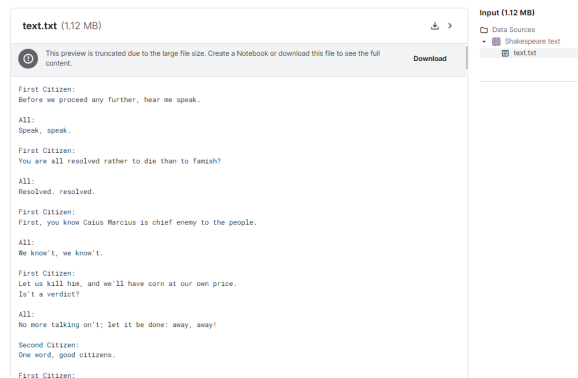 text.txt (1.12 MB)
This preview is truncated due to the large file size. Create a Notebook or download this file to see the full
content.
Download
First Citizen:
Before we proceed any further, hear me speak.
All:
Speak, speak.
First Citizen:
You are all resolved rather to die than to famish?
All:
Resolved. resolved.
First Citizen:
First, you know Caius Marcius is chief enemy to the people.
All:
We know't, we know't.
First Citizen:
Let us kill him, and we'll have corn at our own price.
Is't a verdict?
All:
No more talking on't; let it be done: away, away!
Second Citizen:
One word, good citizens.
First Citizen:
Input (1.12 MB)
Data Sources
Shakespeare text
text.txt